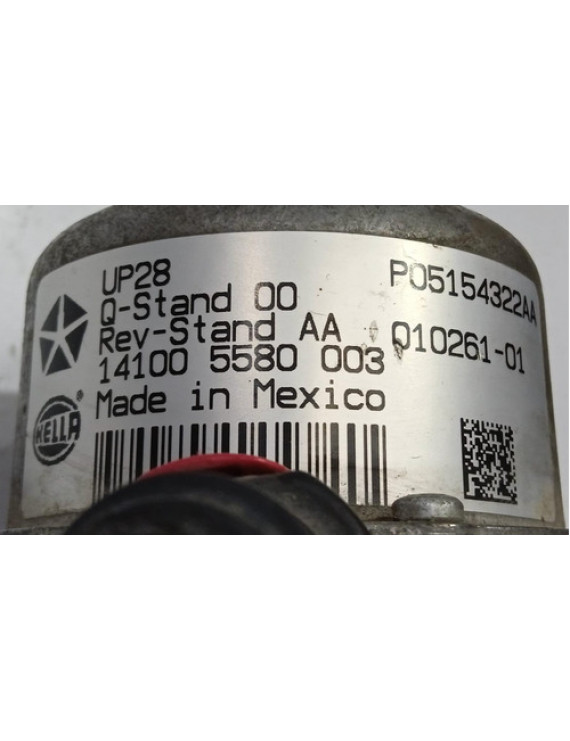 UP28
Q-Stand 00
Rev-Stand AA
14100 5580 003
Made in Mexico
P05154322AA
Q10261-01
HELLA
®